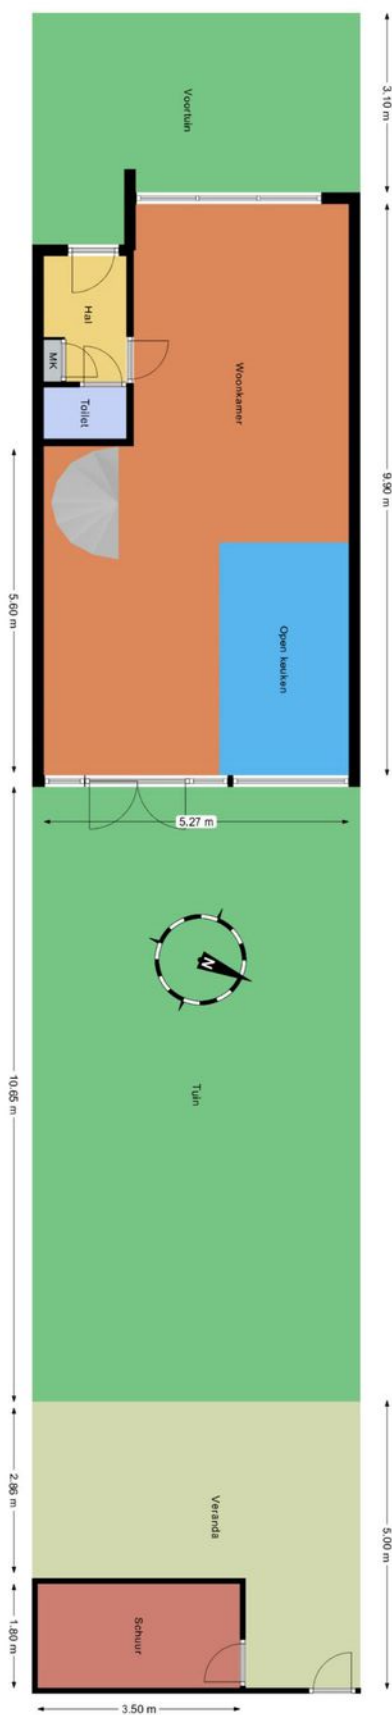 3.10 m
Voortuin
Hal
MK
Toilet
Woonkamer
9.90 m
5.60 m
Open keuken
5.27 m
N
Tuin
10.65 m
Veranda
2.86 m
5.00 m
Schuur
1.80 m
3.50 m